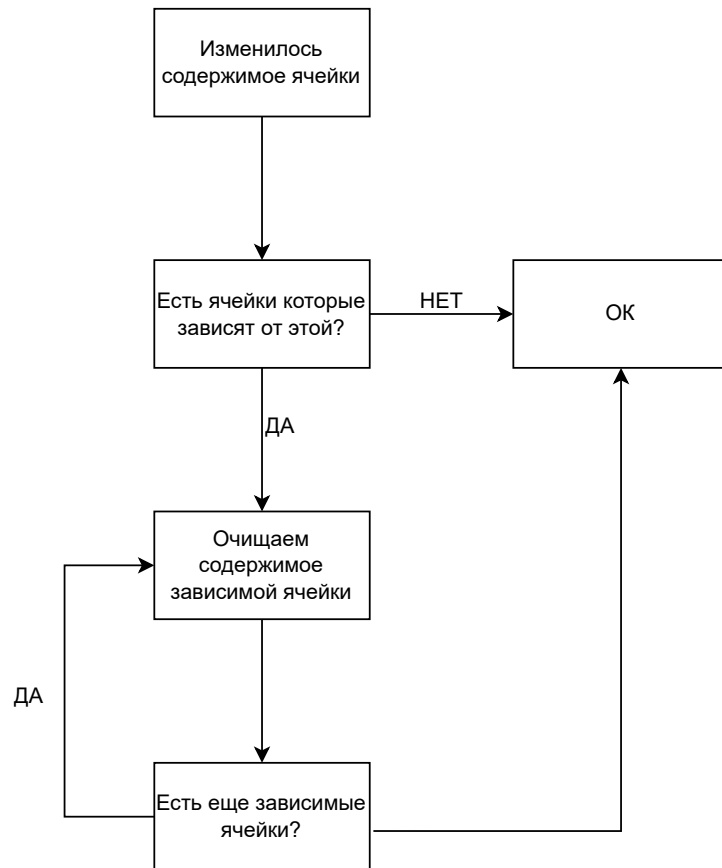 Изменилось
содержимое ячейки
Есть ячейки которые
зависят от этой?
НЕТ
ОК
ДА
Очищаем
содержимое
зависимой ячейки
ДА
Есть еще зависимые
ячейки?